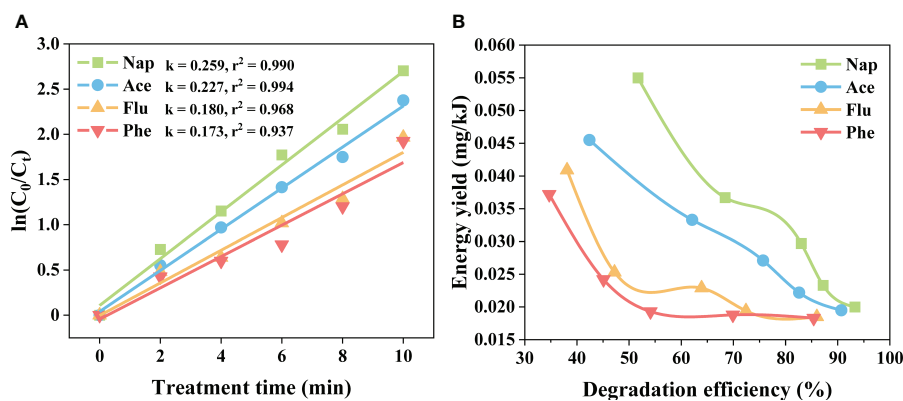 A
ln(C₀/Cₜ)
3.0
2.5
2.0
1.5
1.0
0.5
0
Nap k = 0.259, r² = 0.990
Ace k = 0.227, r² = 0.994
Flu k = 0.180, r² = 0.968
Phe k = 0.173, r² = 0.937
0 2 4 6 8 10
Treatment time (min)
B
Energy yield (mg/kJ)
0.060
0.055
0.050
0.045
0.040
0.035
0.030
0.025
0.020
0.015
Nap
Ace
Flu
Phe
30 40 50 60 70 80 90 100
Degradation efficiency (%)